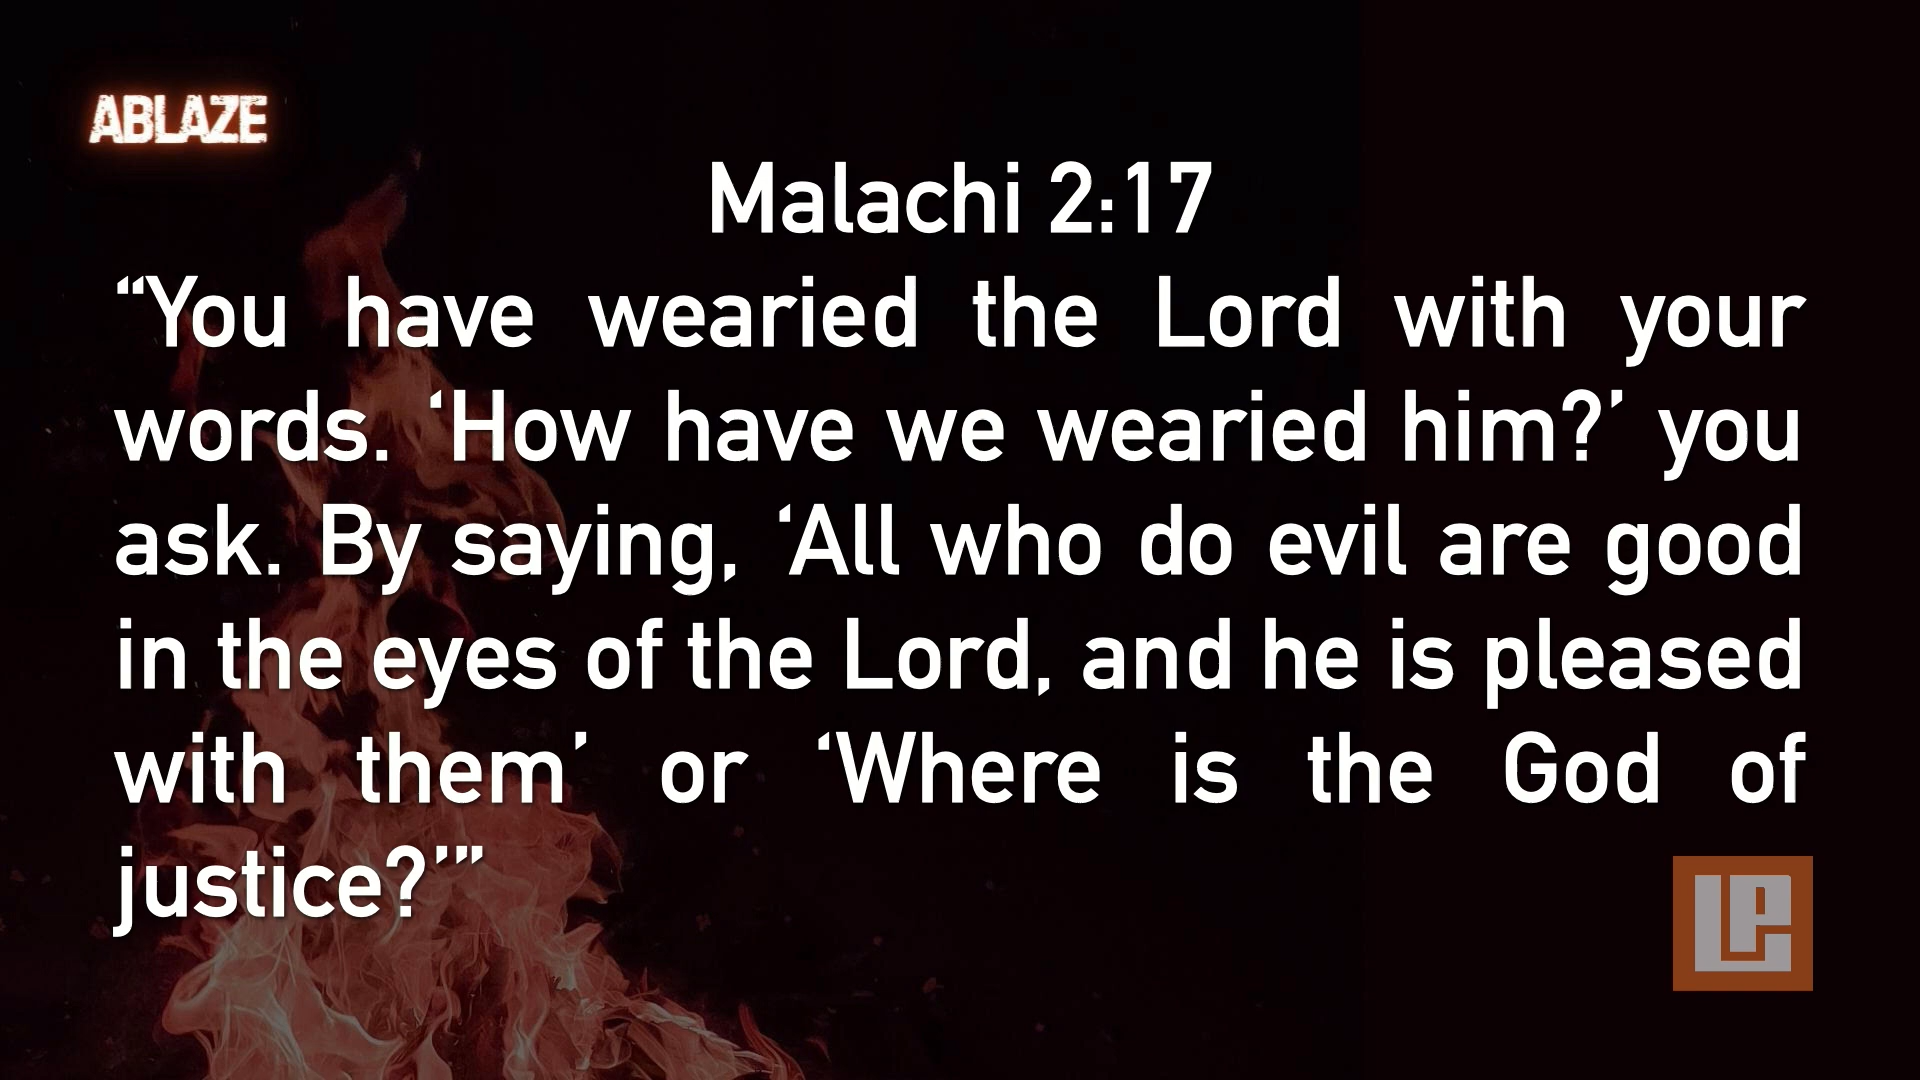 ABLAZE
Malachi 2:17
“You have wearied the Lord with your
words. ‘How have we wearied him?’ you
ask. By saying, ‘All who do evil are good
in the eyes of the Lord, and he is pleased
with them’ or ‘Where is the God of
justice?’”
LP